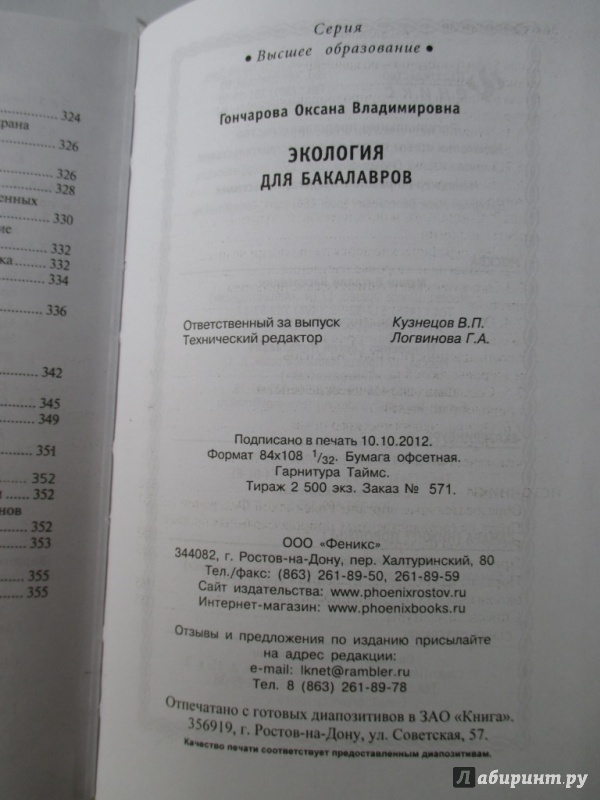 324
рана
326
326
328
енных
330
ие
332
ка 332
334
336
342
345
349
351
352
352
нов
352
353
355
355
Серия
• Высшее образование •
Гончарова Оксана Владимировна
ЭКОЛОГИЯ
ДЛЯ БАКАЛАВРОВ
Ответственный за выпуск Кузнецов В.П.
Технический редактор Логвинова Г.А.
Подписано в печать 10.10.2012.
Формат 84х108 1/32. Бумага офсетная.
Гарнитура Таймс.
Тираж 2 500 экз. Заказ № 571.
ООО «Феникс»
344082, г. Ростов-на-Дону, пер. Халтуринский, 80
Тел./факс: (863) 261-89-50, 261-89-59
Сайт издательства: www.phoenixrostov.ru
Интернет-магазин: www.phoenixbooks.ru
Отзывы и предложения по изданию присылайте
на адрес редакции:
e-mail: lknet@rambler.ru
Тел. 8 (863) 261-89-78
Отпечатано с готовых диапозитивов в ЗАО «Книга».
356919, г. Ростов-на-Дону, ул. Советская, 57.
Качество печати соответствует предоставленным диапозитивам.
Лабиринт.ру